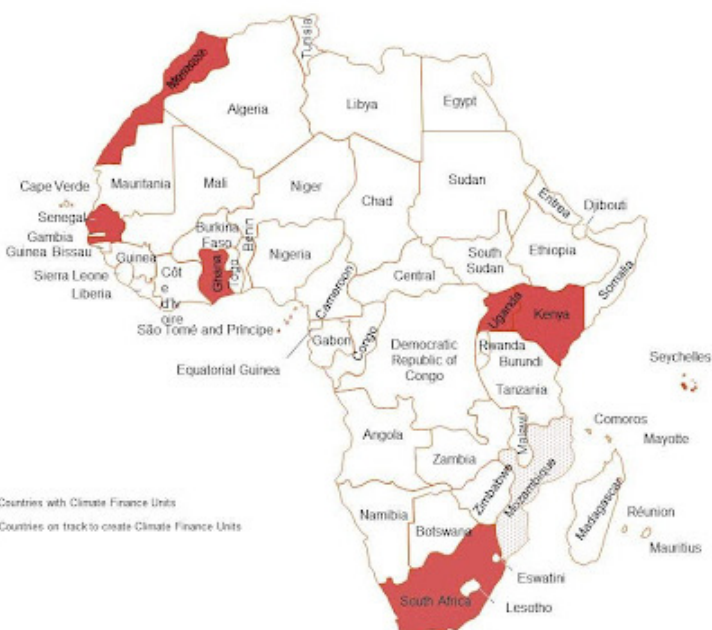 Tunisia
Morocco
Algeria
Libya
Egypt
Cape Verde
Mauritania
Mali
Niger
Chad
Sudan
Eritrea
Djibouti
Senegal
Gambia
Guinea Bissau
Guinea
Sierra Leone
Liberia
Côt
e
d'Iv
oire
Burkina
Faso
Ghana
Togo
Benin
Nigeria
Cameroon
Central
South
Sudan
Ethiopia
Somalia
São Tomé and Príncipe
Equatorial Guinea
Gabon
Congo
Democratic
Republic of
Congo
Uganda
Kenya
Rwanda
Burundi
Tanzania
Seychelles
Comoros
Mayotte
Angola
Zambia
Malawi
Mozambique
Zimbabwe
Madagascar
Namibia
Botswana
Réunion
Mauritius
Eswatini
South Africa
Lesotho
Countries with Climate Finance Units
Countries on track to create Climate Finance Units